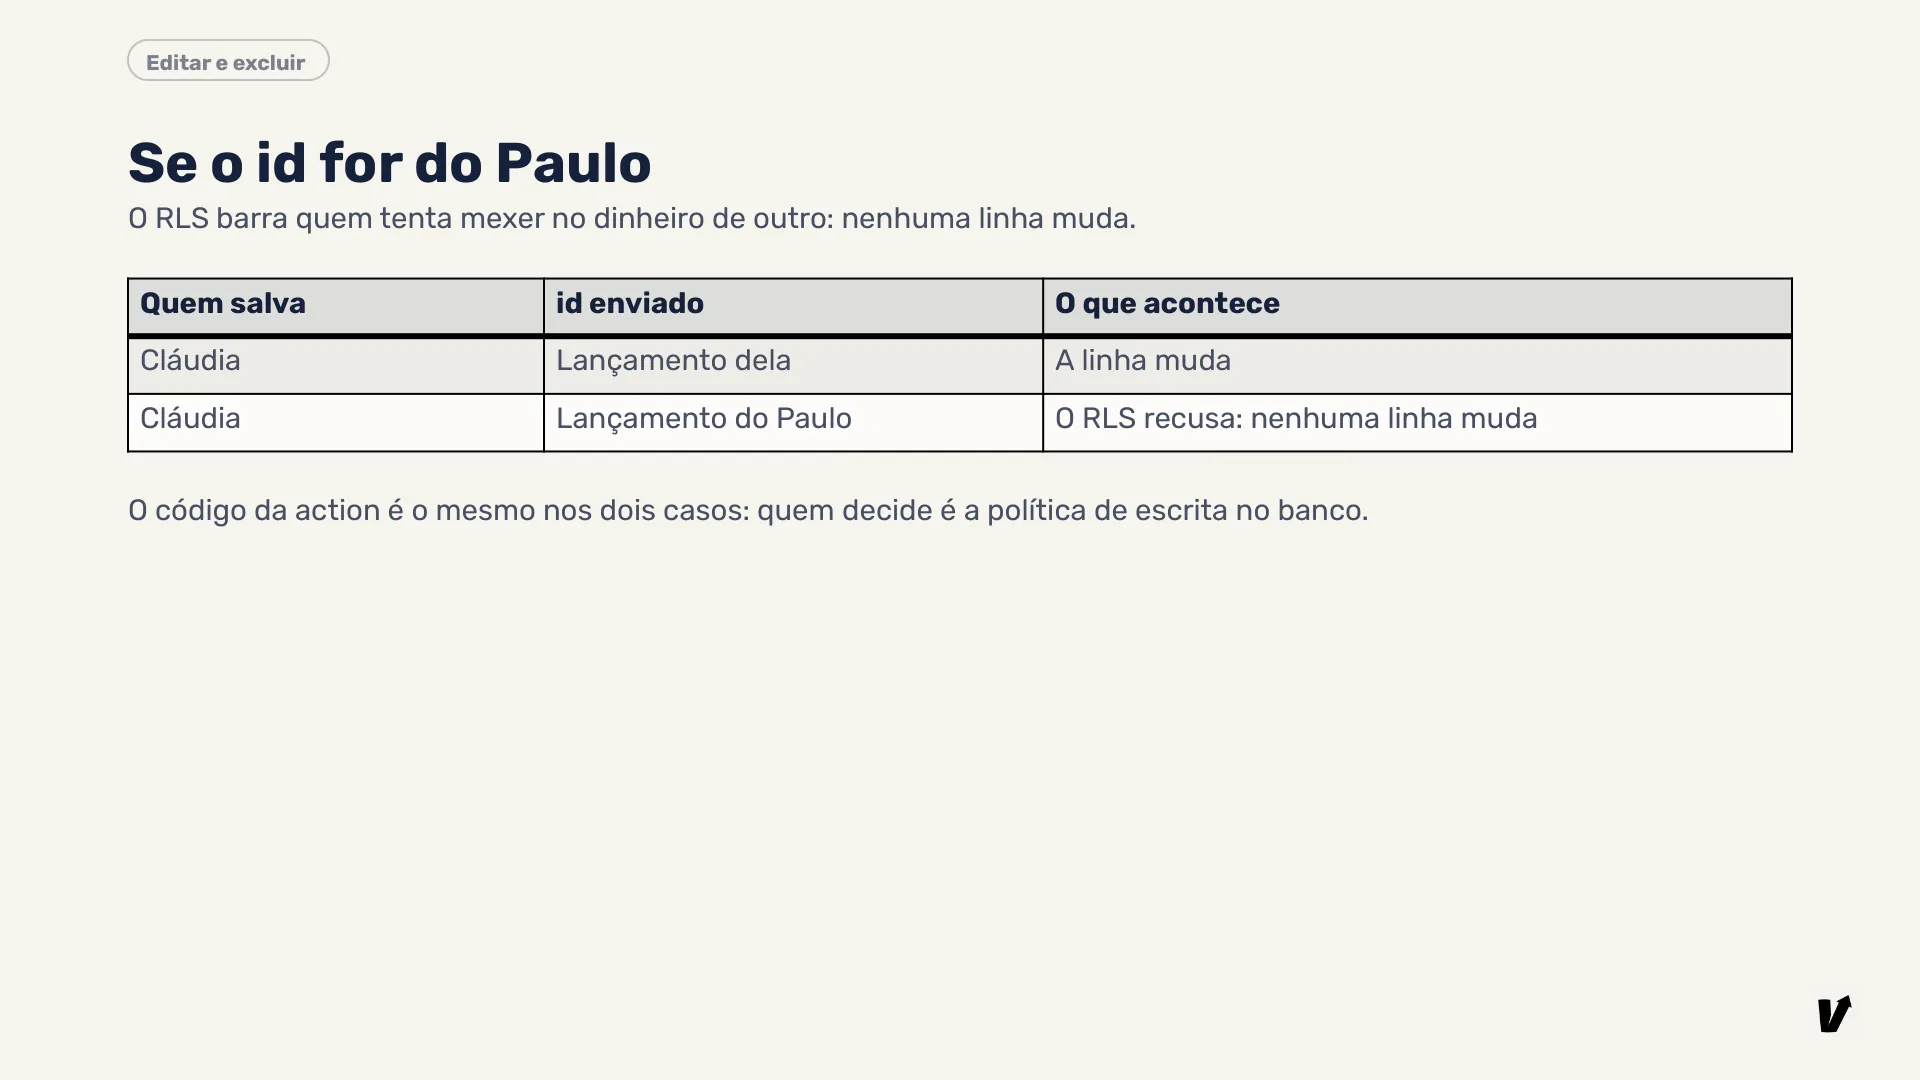 Editar e excluir
Se o id for do Paulo
O RLS barra quem tenta mexer no dinheiro de outro: nenhuma linha muda.
Quem salva id enviado O que acontece
Cláudia Lançamento dela A linha muda
Cláudia Lançamento do Paulo O RLS recusa: nenhuma linha muda
O código da action é o mesmo nos dois casos: quem decide é a política de escrita no banco.